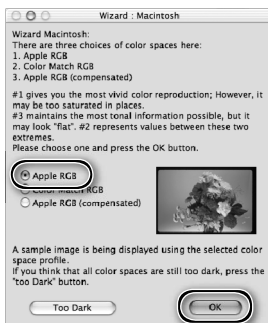 Wizard : Macintosh
Wizard Macintosh:
There are three choices of color spaces here:
1. Apple RGB
2. Color Match RGB
3. Apple RGB (compensated)
#1 gives you the most vivid color reproduction; However, it
may be too saturated in places.
#3 maintains the most tonal information possible, but it
may look "flat". #2 represents values between these two
extremes.
Please choose one and press the OK button.
Apple RGB
Color Match RGB
Apple RGB (compensated)
A sample image is being displayed using the selected color
space profile.
If you think that all color spaces are still too dark, press the
"too Dark" button.
Too Dark
OK